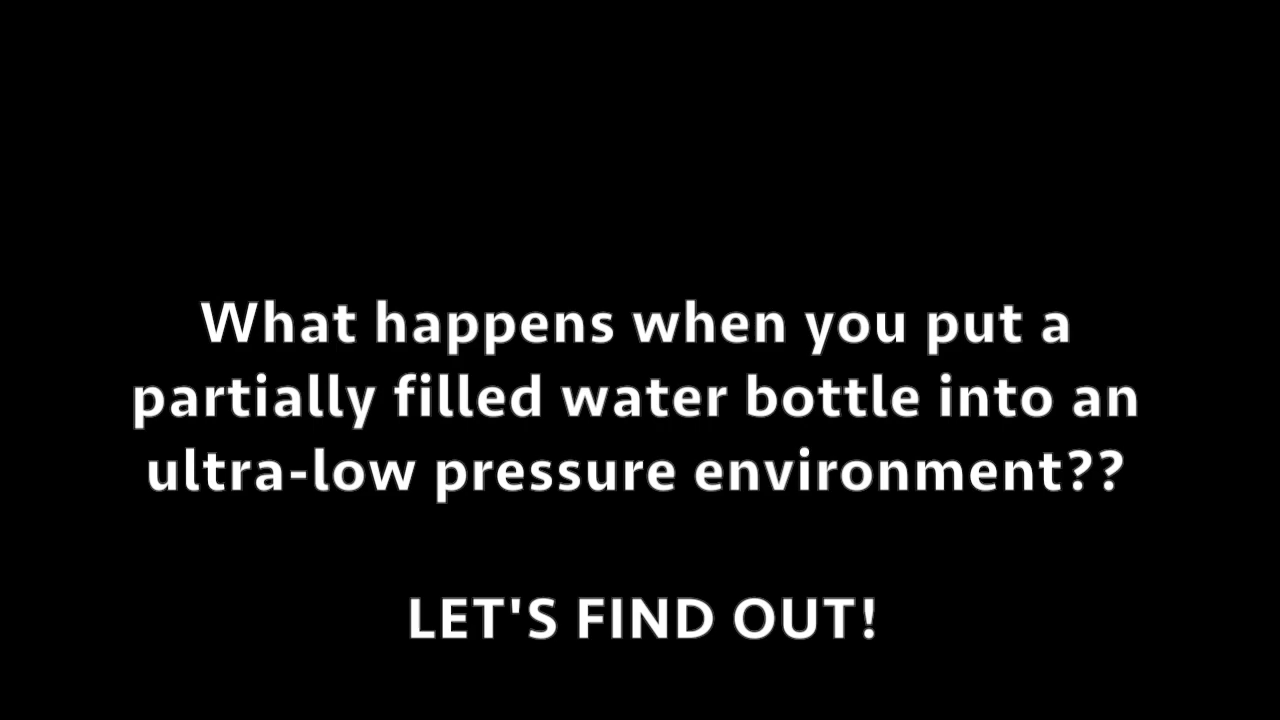 What happens when you put a
partially filled water bottle into an
ultra-low pressure environment??
LET'S FIND OUT!